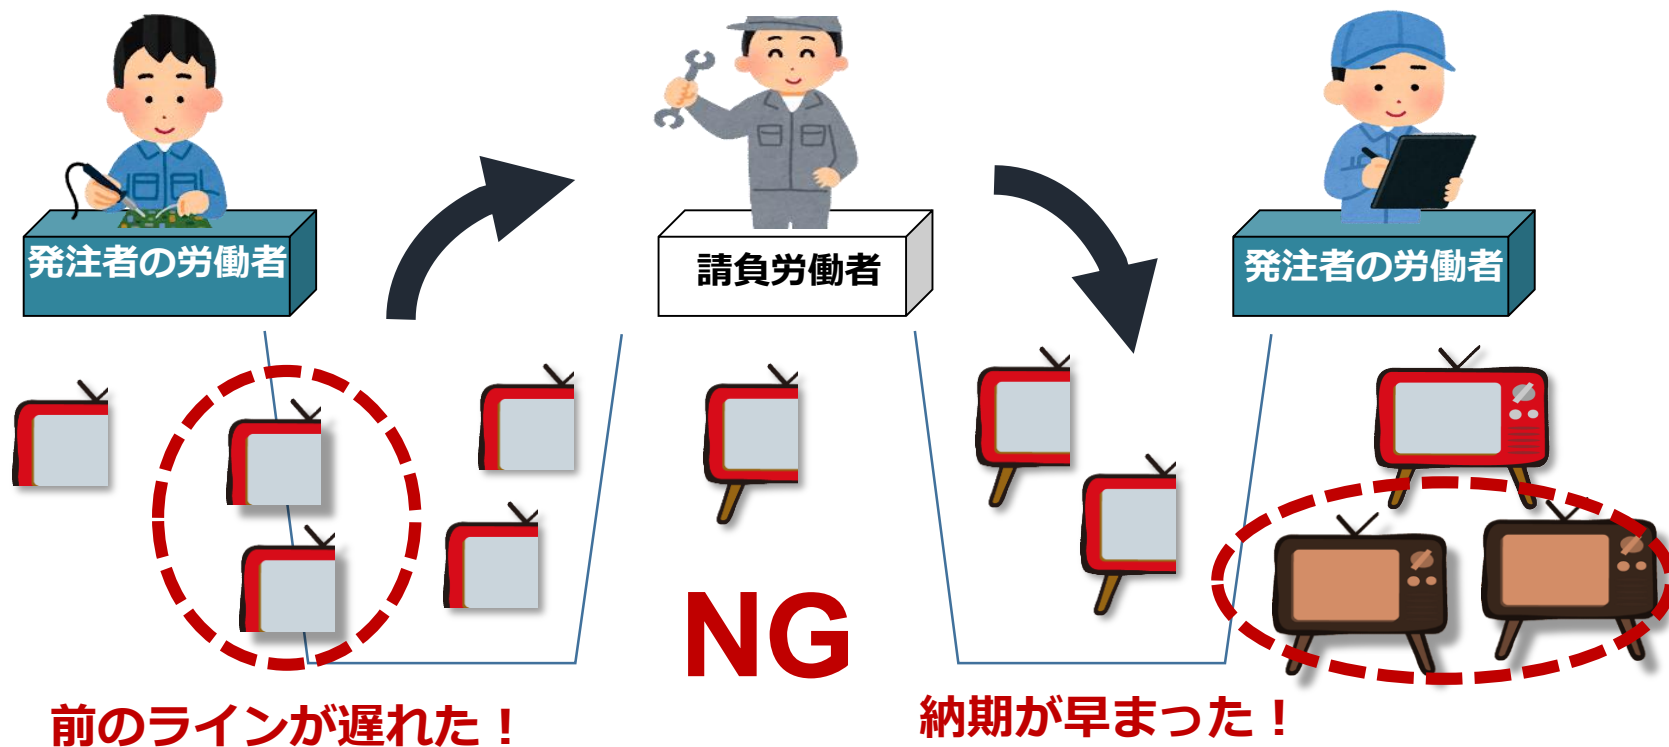 発注者の労働者
請負労働者
発注者の労働者
NG
前のラインが遅れた！
納期が早まった！